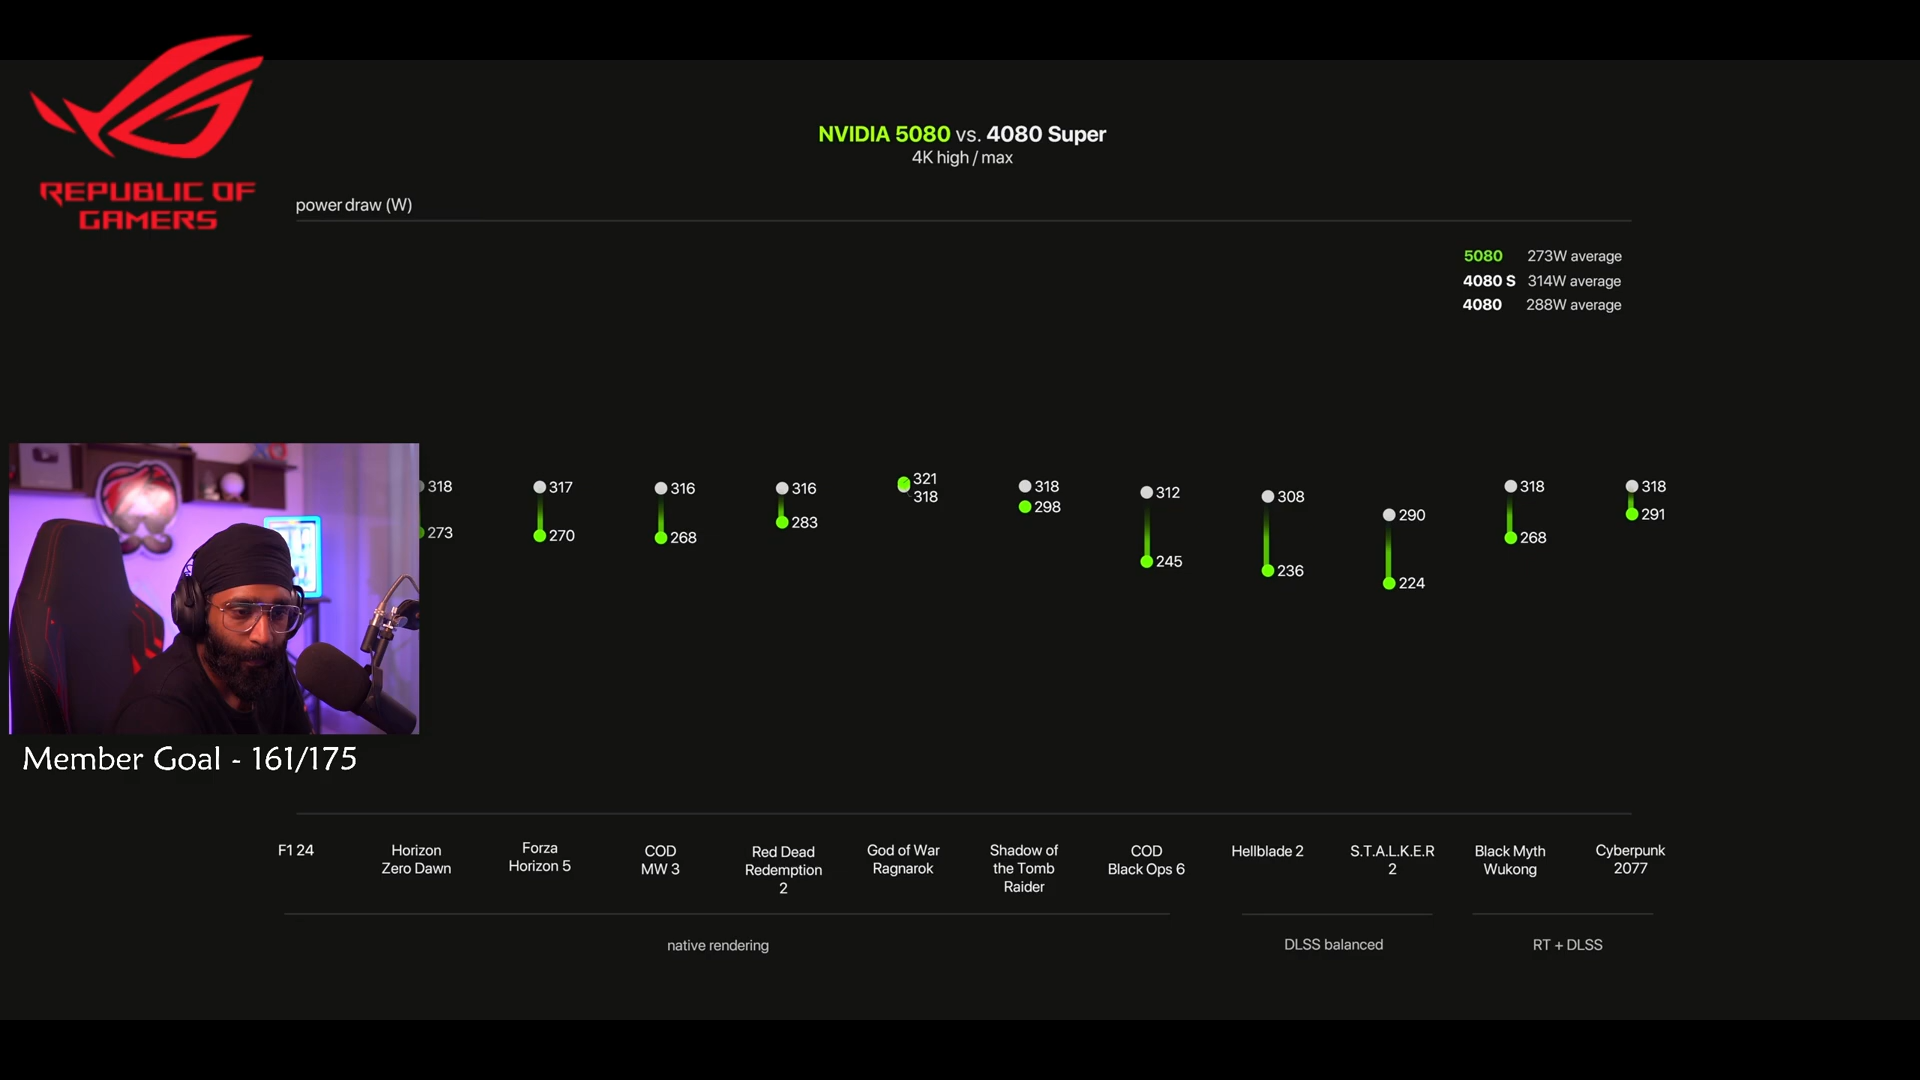 REPUBLIC OF
GAMERS
NVIDIA 5080 vs. 4080 Super
4K high / max
power draw (W)
5080 273W average
4080 S 314W average
4080 288W average
318
273
317
270
316
268
316
283
321
318
318
298
312
245
308
236
290
224
318
268
318
291
Member Goal - 161/175
F1 24
Horizon
Zero Dawn
Forza
Horizon 5
COD
MW 3
Red Dead
Redemption
2
God of War
Ragnarok
Shadow of
the Tomb
Raider
COD
Black Ops 6
Hellblade 2
S.T.A.L.K.E.R
2
Black Myth
Wukong
Cyberpunk
2077
native rendering
DLSS balanced
RT + DLSS